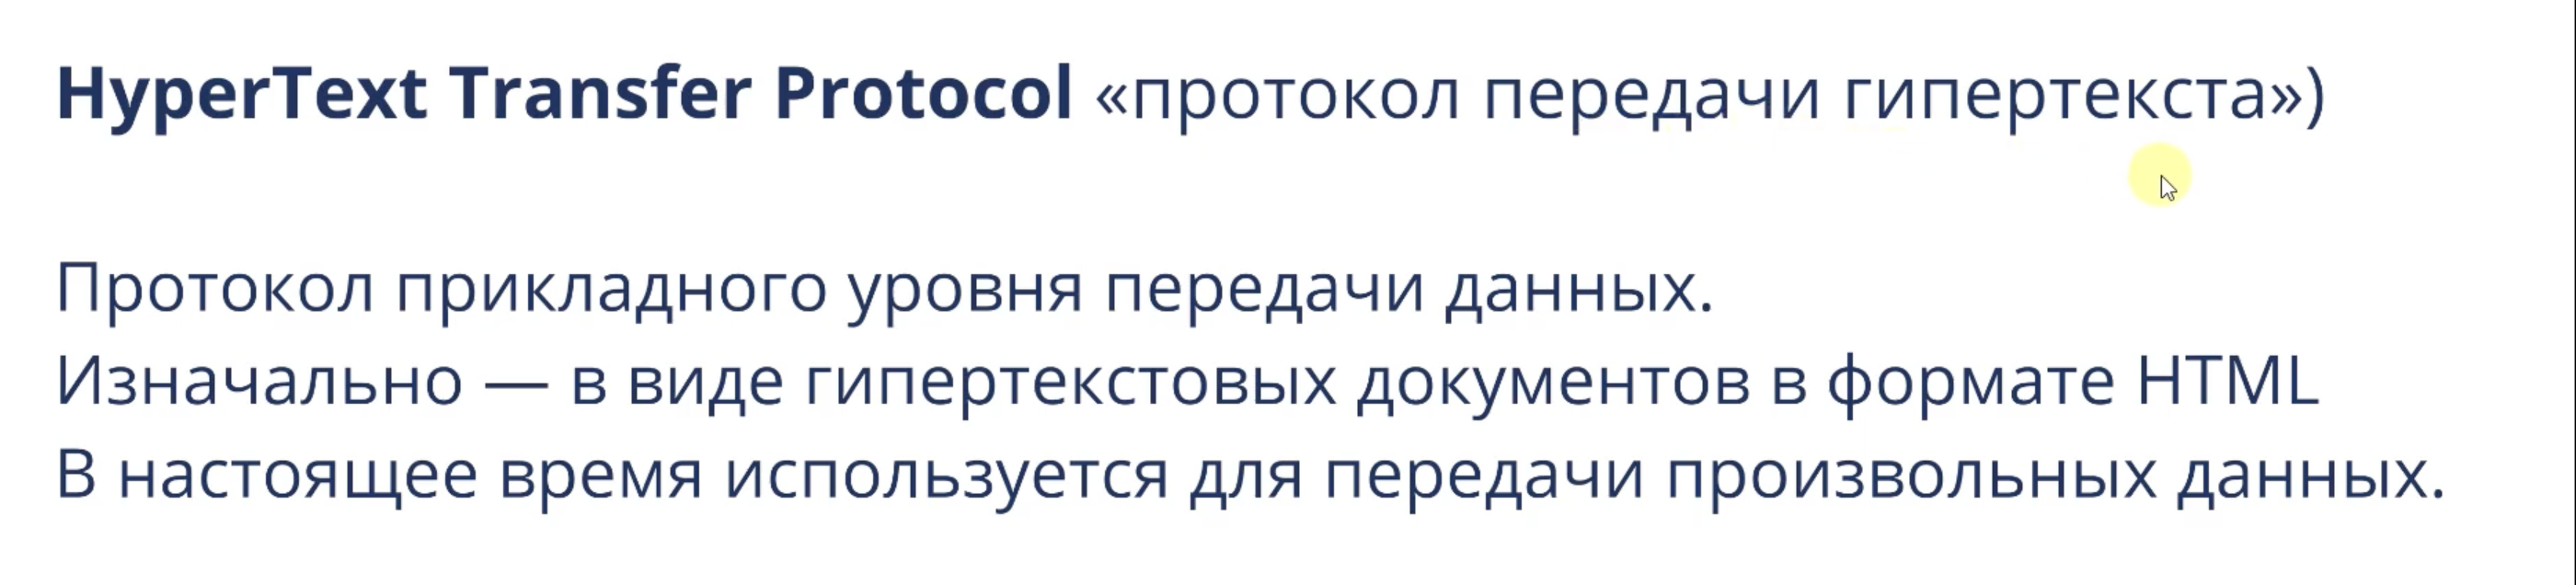 HyperText Transfer Protocol «протокол передачи гипертекста»)
Протокол прикладного уровня передачи данных.
Изначально — в виде гипертекстовых документов в формате HTML
В настоящее время используется для передачи произвольных данных.